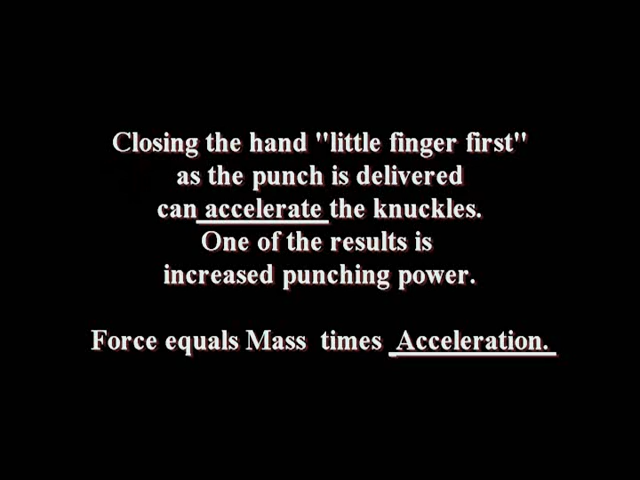 Closing the hand "little finger first"
as the punch is delivered
can accelerate the knuckles.
One of the results is
increased punching power.
Force equals Mass times Acceleration.